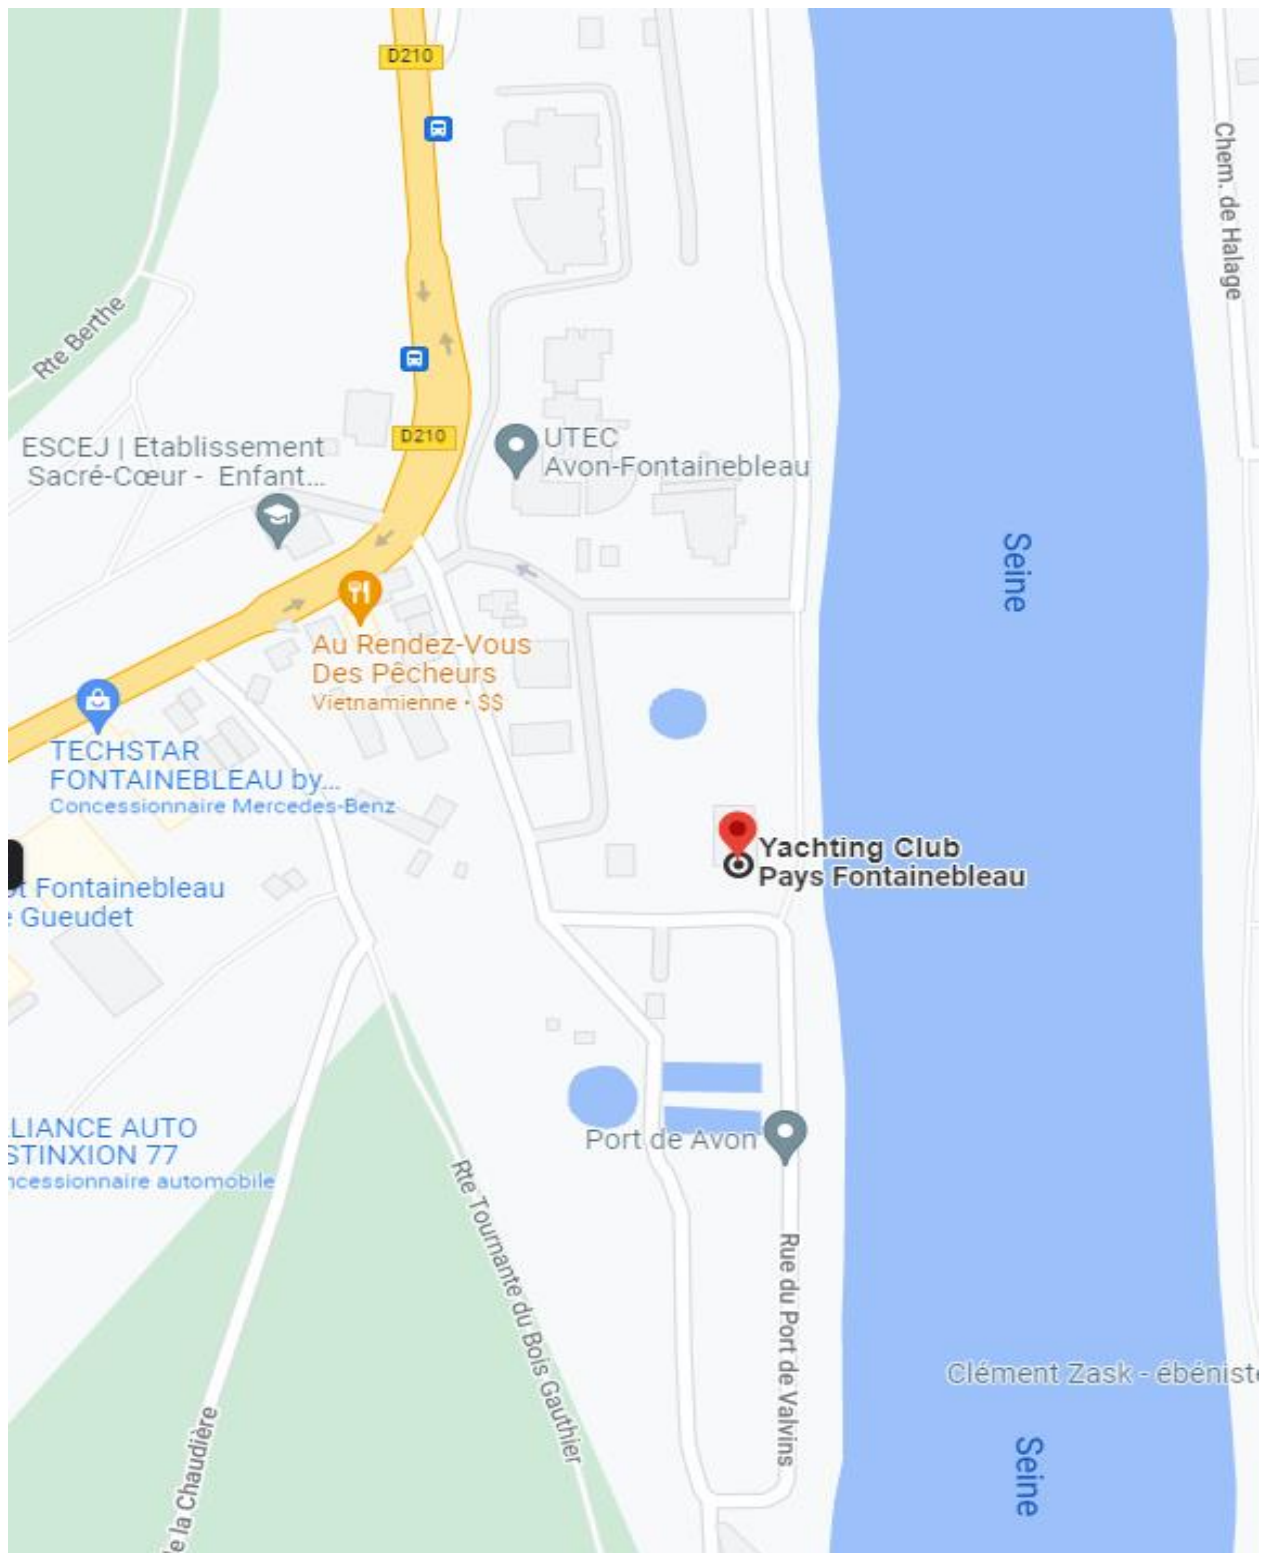 D210
Chem. de Halage
Rte Berthe
D210
ESCEJ | Etablissement
Sacré-Cœur - Enfant...
UTEC
Avon-Fontainebleau
Seine
Au Rendez-Vous
Des Pêcheurs
Vietnamienne · $$
TECHSTAR
FONTAINEBLEAU by...
Concessionnaire Mercedes-Benz
Yachting Club
Pays Fontainebleau
Fontainebleau
Gueudet
LIANCE AUTO
STINXION 77
ncessionnaire automobile
Port de Avon
Rte Tournante du Bois Gauthier
Rue du Port de Valvins
Clément Zask - ébénist
e la Chaudière
Seine